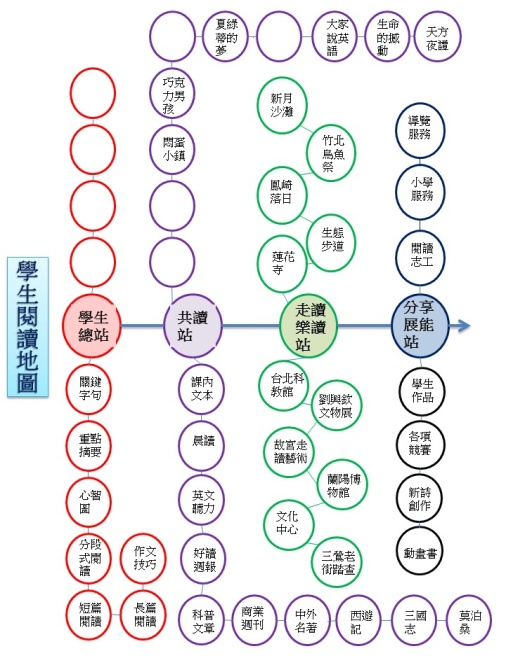 學生閱讀地圖
夏綠
蒂的
夢
大家
說英
語
生命
的撼
動
天方
夜譚
巧克
力男
孩
悶蛋
小鎮
新月
沙灘
竹北
烏魚
祭
鳳崎
落日
生態
步道
蓮花
寺
導覽
服務
小學
服務
閱讀
志工
學生
總站
共讀
站
走讀
樂讀
站
分享
展能
站
關鍵
字句
重點
摘要
心智
圖
分段
式閱
讀
作文
技巧
短篇
閱讀
長篇
閱讀
課內
文本
晨讀
英文
聽力
好讀
週報
科普
文章
商業
週刊
中外
名著
西遊
記
三國
志
莫泊
桑
台北科
教館
劉興欽
文物展
故宮走
讀藝術
蘭陽博
物館
文化
中心
三鶯老
街踏查
學生
作品
各項
競賽
新詩
創作
動畫書